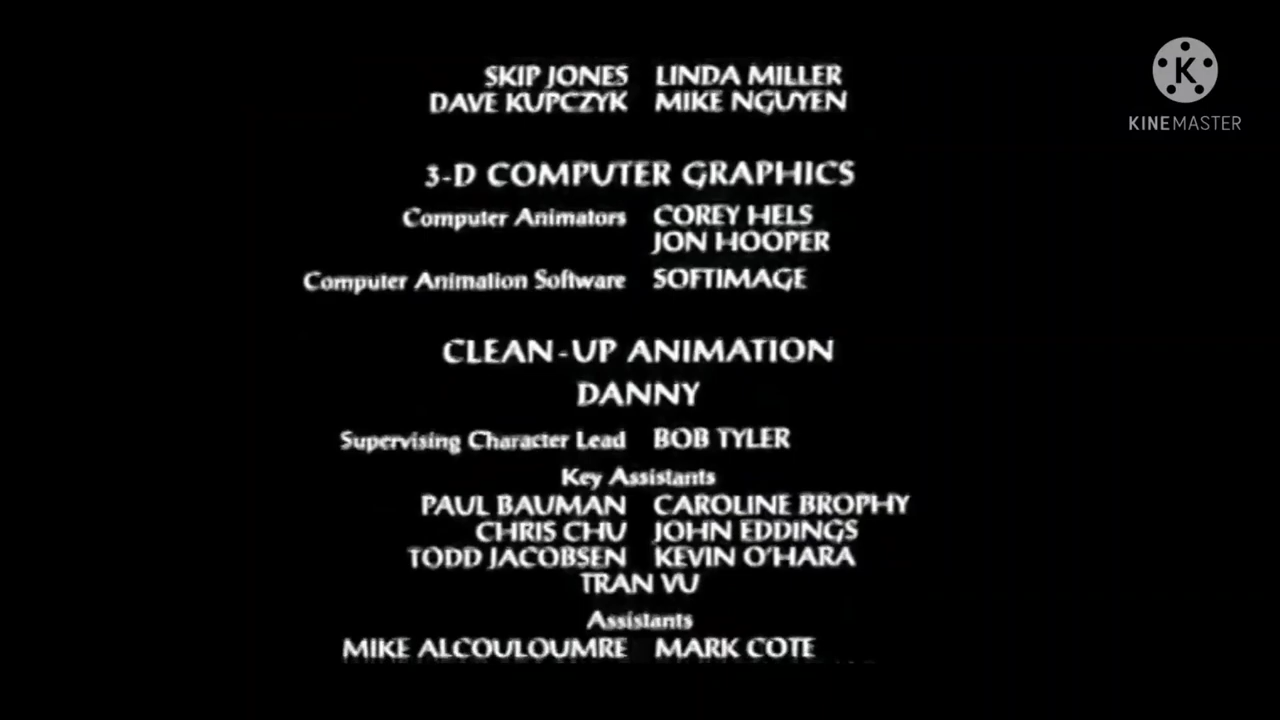 SKIP JONES LINDA MILLER
DAVE KUPCZYK MIKE NGUYEN
3-D COMPUTER GRAPHICS
Computer Animators COREY HELS
JON HOOPER
Computer Animation Software SOFTIMAGE
CLEAN-UP ANIMATION
DANNY
Supervising Character Lead BOB TYLER
Key Assistants
PAUL BAUMAN CAROLINE BROPHY
CHRIS CHU JOHN EDDINGS
TODD JACOBSEN KEVIN O'HARA
TRAN VU
Assistants
MIKE ALCOULOUMRE MARK COTE
K
KINEMASTER